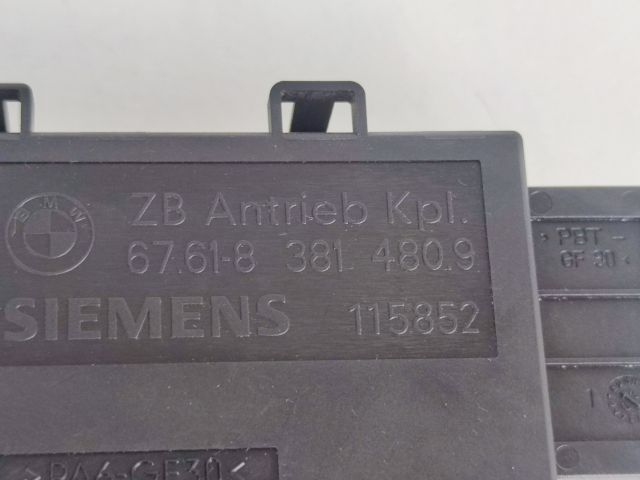 BMW
ZB Antrieb Kpl.
67.61-8 381 480.9
SIEMENS 115852
>PBT-
GF 30<
>PA6-GF30<